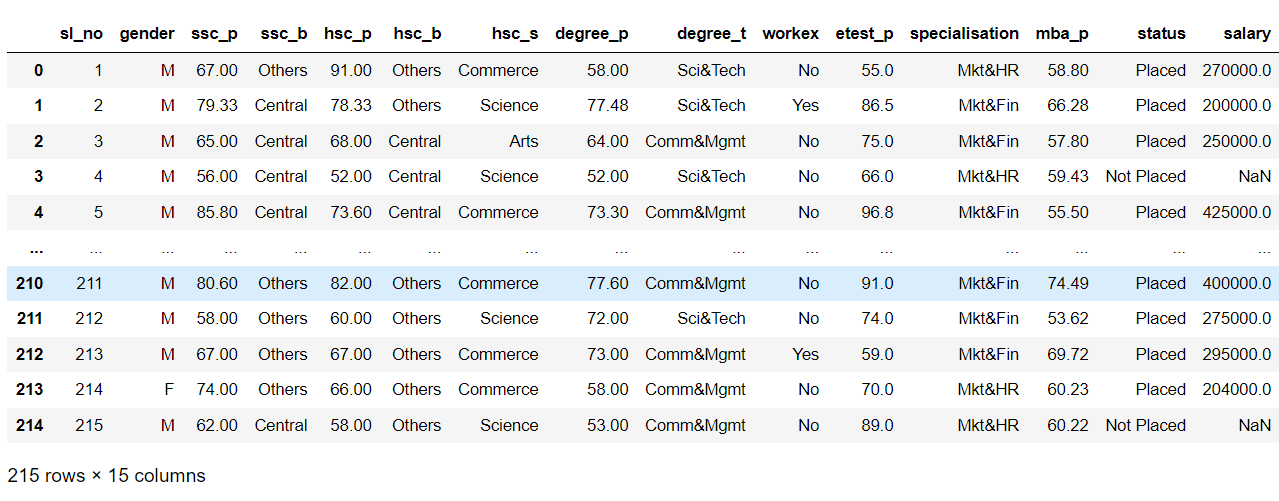 sl_no gender ssc_p ssc_b hsc_p hsc_b hsc_s degree_p degree_t workex etest_p specialisation mba_p status salary
0 1 M 67.00 Others 91.00 Others Commerce 58.00 Sci&Tech No 55.0 Mkt&HR 58.80 Placed 270000.0
1 2 M 79.33 Central 78.33 Others Science 77.48 Sci&Tech Yes 86.5 Mkt&Fin 66.28 Placed 200000.0
2 3 M 65.00 Central 68.00 Central Arts 64.00 Comm&Mgmt No 75.0 Mkt&Fin 57.80 Placed 250000.0
3 4 M 56.00 Central 52.00 Central Science 52.00 Sci&Tech No 66.0 Mkt&HR 59.43 Not Placed NaN
4 5 M 85.80 Central 73.60 Central Commerce 73.30 Comm&Mgmt No 96.8 Mkt&Fin 55.50 Placed 425000.0
... ... ... ... ... ... ... ... ... ... ... ... ... ... ... ...
210 211 M 80.60 Others 82.00 Others Commerce 77.60 Comm&Mgmt No 91.0 Mkt&Fin 74.49 Placed 400000.0
211 212 M 58.00 Others 60.00 Others Science 72.00 Sci&Tech No 74.0 Mkt&Fin 53.62 Placed 275000.0
212 213 M 67.00 Others 67.00 Others Commerce 73.00 Comm&Mgmt Yes 59.0 Mkt&Fin 69.72 Placed 295000.0
213 214 F 74.00 Others 66.00 Others Commerce 58.00 Comm&Mgmt No 70.0 Mkt&HR 60.23 Placed 204000.0
214 215 M 62.00 Central 58.00 Others Science 53.00 Comm&Mgmt No 89.0 Mkt&HR 60.22 Not Placed NaN
215 rows × 15 columns